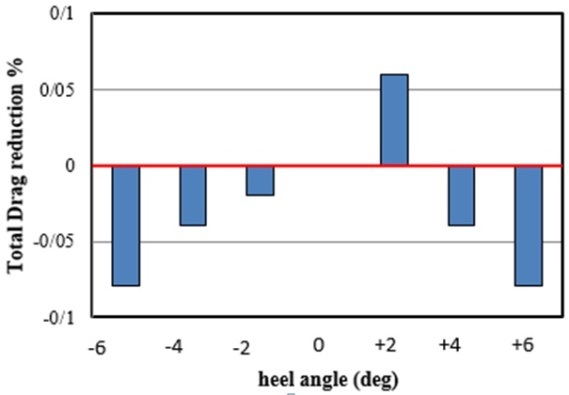 Total Drag reduction %
0/1
0/05
0
-0/05
-0/1
-6 -4 -2 0 +2 +4 +6
heel angle (deg)